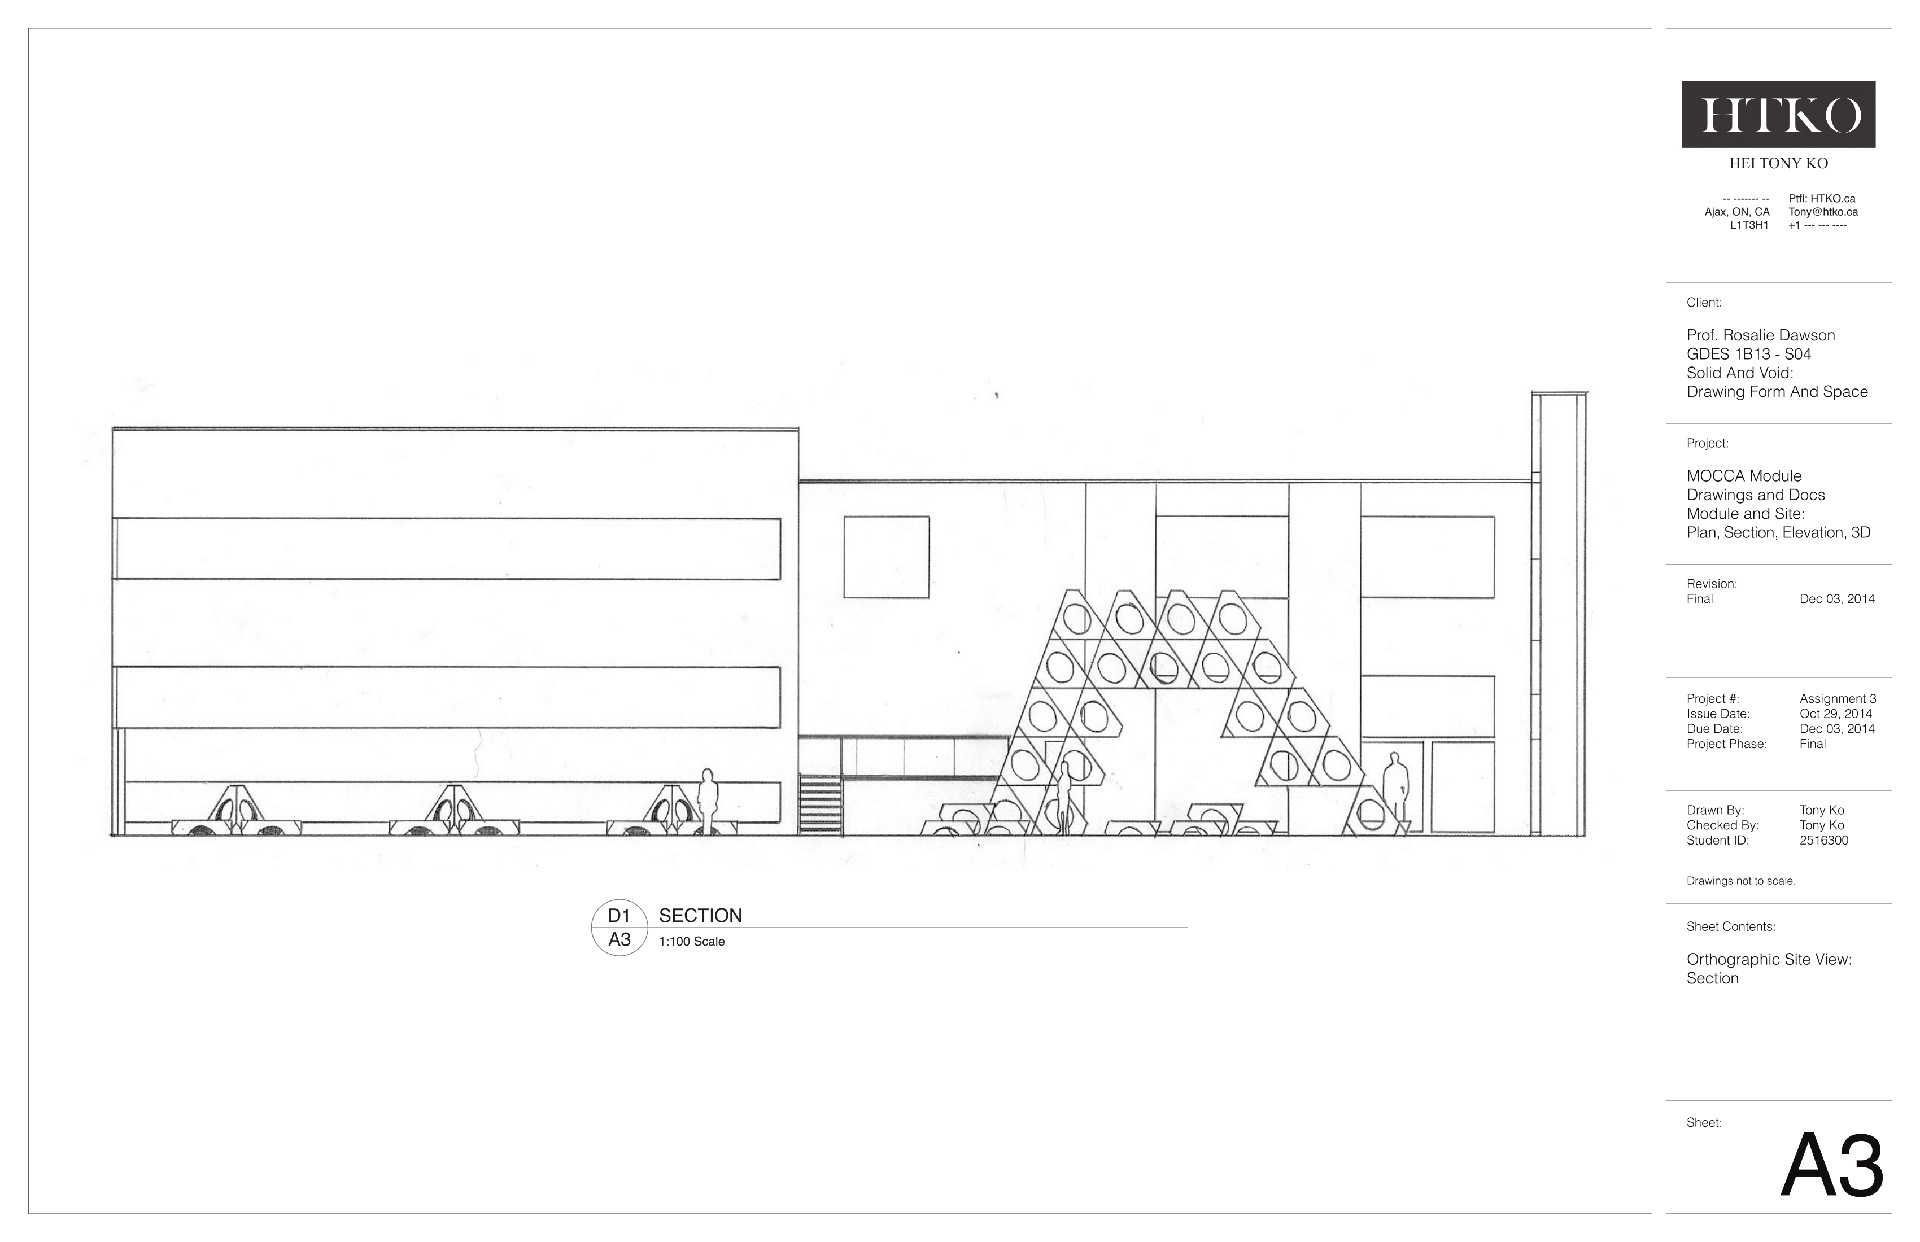 HTKO
HEI TONY KO
-- ------- -- Ptfl: HTKO.ca
Ajax, ON, CA Tony@htko.ca
L1T3H1 +1 --- --- ----
Client:
Prof. Rosalie Dawson
GDES 1B13 - S04
Solid And Void:
Drawing Form And Space
Project:
MOCCA Module
Drawings and Docs
Module and Site:
Plan, Section, Elevation, 3D
Revision:
Final Dec 03, 2014
Project #: Assignment 3
Issue Date: Oct 29, 2014
Due Date: Dec 03, 2014
Project Phase: Final
Drawn By: Tony Ko
Checked By: Tony Ko
Student ID: 2516300
Drawings not to scale.
Sheet Contents:
Orthographic Site View:
Section
Sheet:
A3
D1 SECTION
A3 1:100 Scale